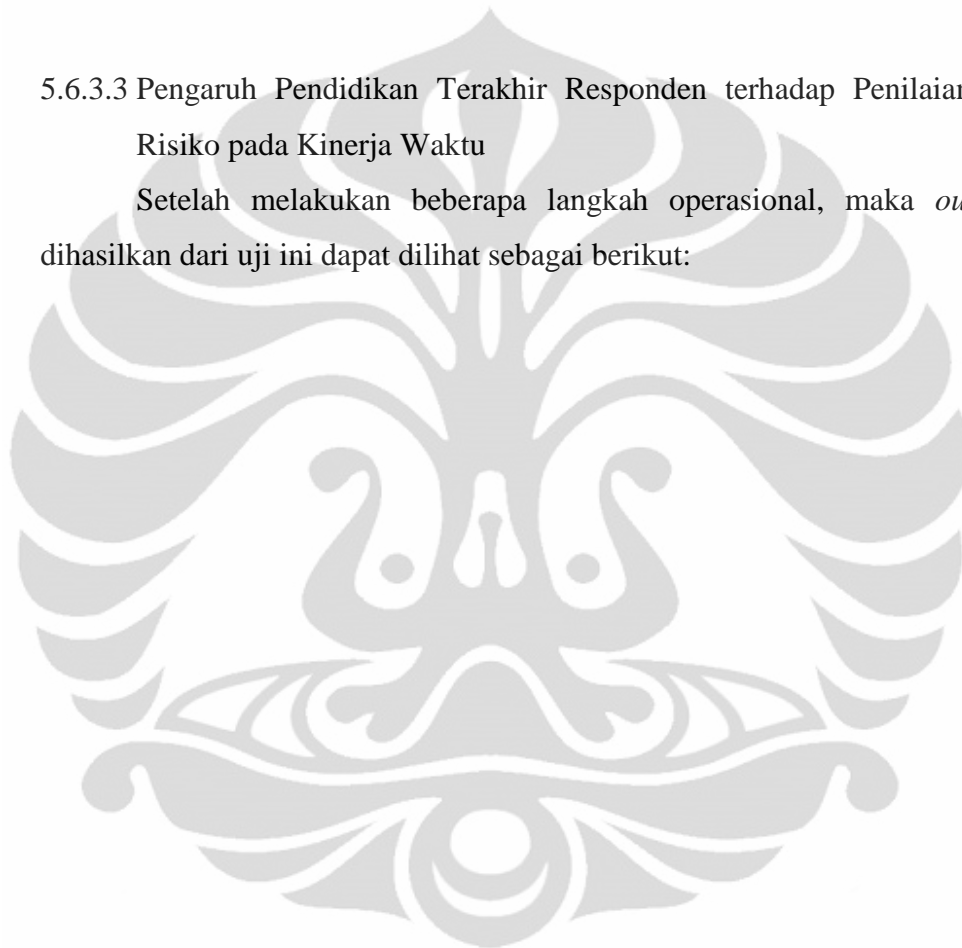 5.6.3.3 Pengaruh Pendidikan Terakhir Responden terhadap Penilaian
Risiko pada Kinerja Waktu
Setelah melakukan beberapa langkah operasional, maka
dihasilkan dari uji ini dapat dilihat sebagai berikut: